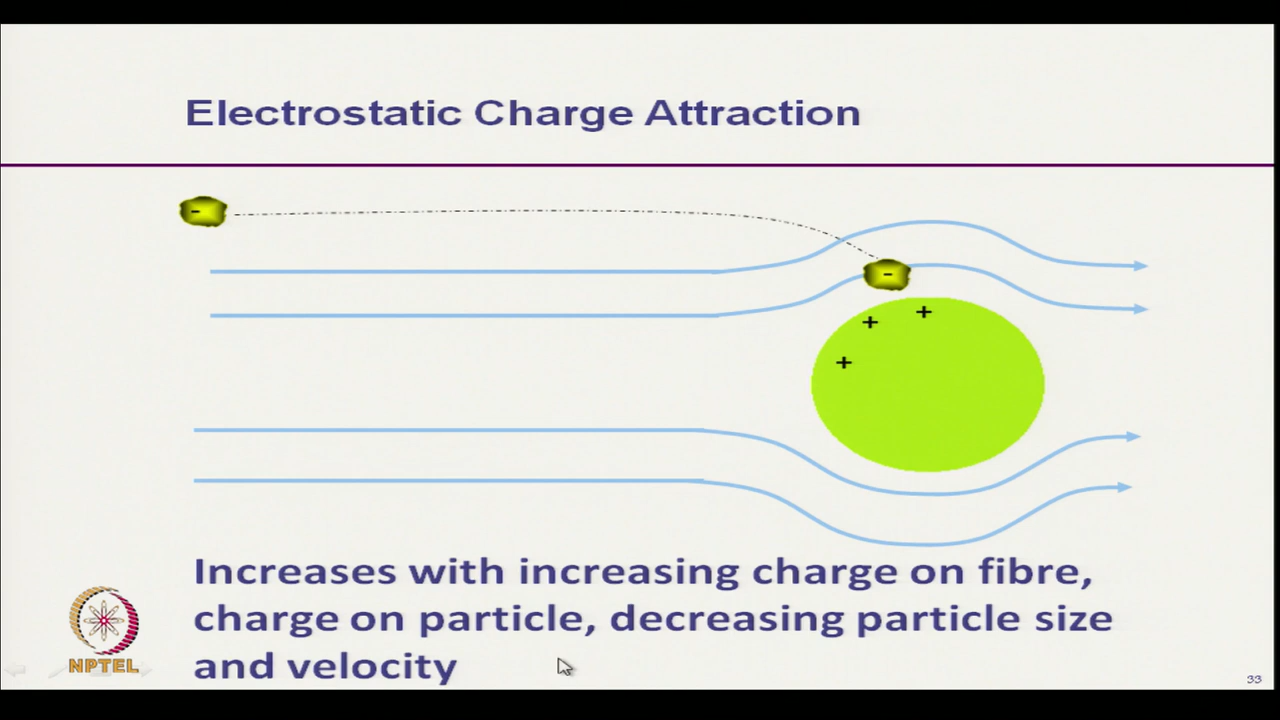 Electrostatic Charge Attraction
-
-
+ +
+
Increases with increasing charge on fibre,
charge on particle, decreasing particle size
and velocity
NPTEL
33